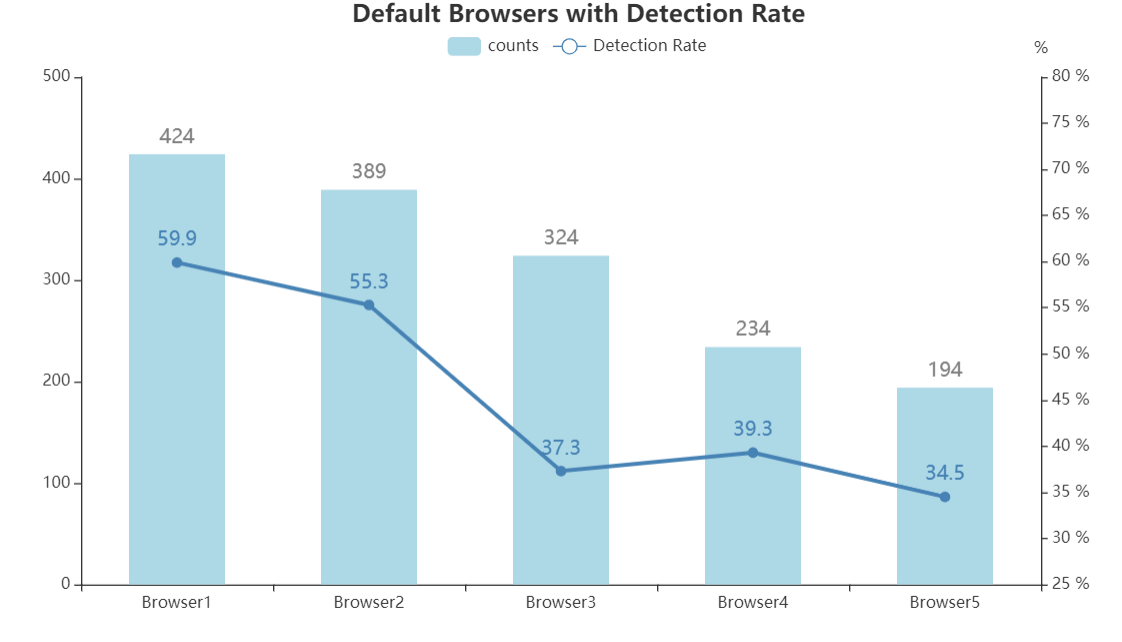 Default Browsers with Detection Rate
counts Detection Rate
%
500 80 %
75 %
424
400 389 70 %
65 %
59.9 324 60 %
300 55.3 55 %
234 50 %
200 194 45 %
37.3 39.3 40 %
100 34.5 35 %
30 %
0 25 %
Browser1 Browser2 Browser3 Browser4 Browser5